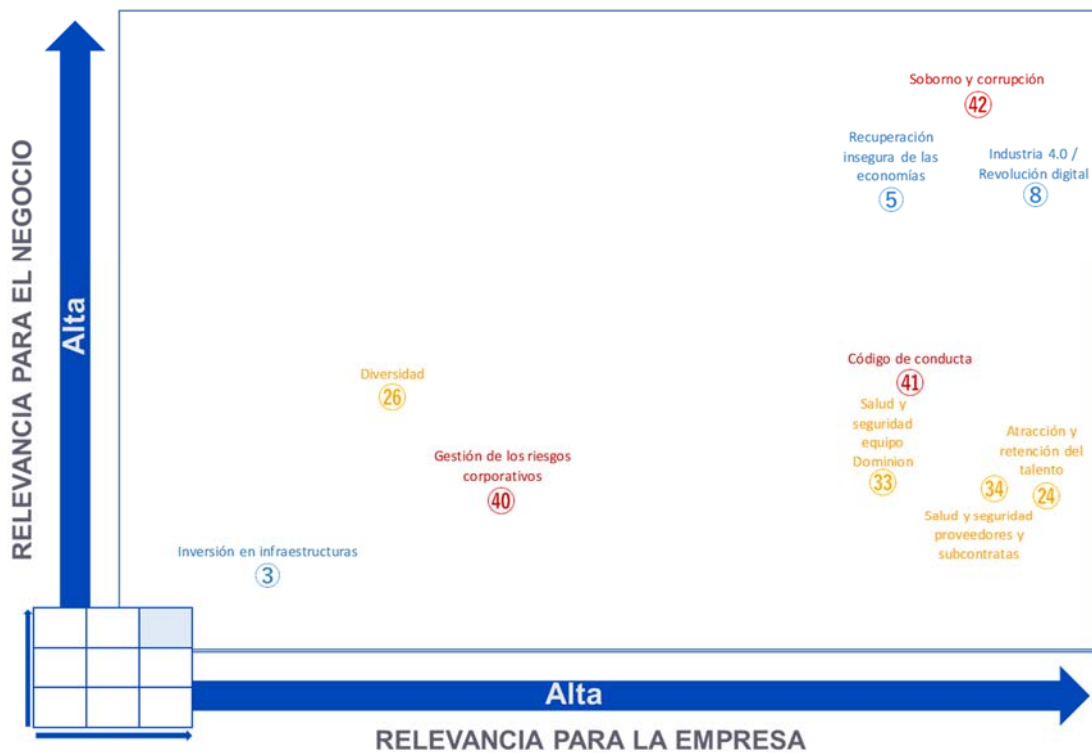 Soborno y corrupción
42
Recuperación
insegura de las
economías
5
Industria 4.0 /
Revolución digital
8
RELEVANCIA PARA EL NEGOCIO
Alta
Diversidad
26
Código de conducta
41
Salud y
seguridad
equipo
Dominion
33
Atracción y
retención del
talento
24
34
Salud y seguridad
proveedores y
subcontratas
Gestión de los riesgos
corporativos
40
Inversión en infraestructuras
3
Alta
RELEVANCIA PARA LA EMPRESA